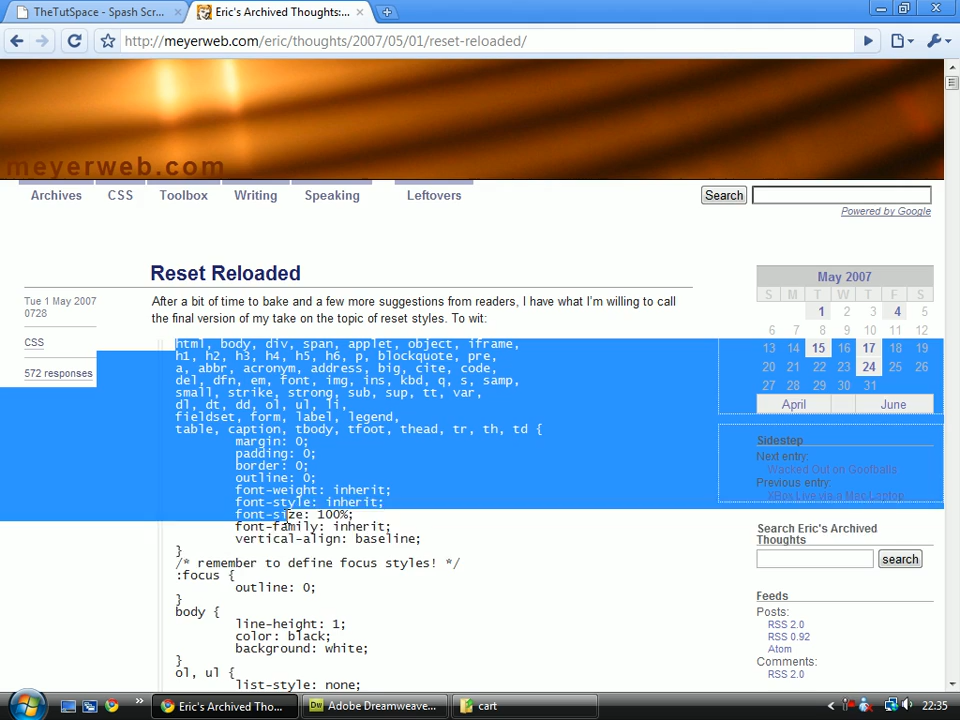 TheTutSpace - Spash Scr...
Eric's Archived Thoughts:...
http://meyerweb.com/eric/thoughts/2007/05/01/reset-reloaded/
meyerweb.com
Archives CSS Toolbox Writing Speaking Leftovers
Search
Powered by Google
Reset Reloaded
Tue 1 May 2007
0728
CSS
572 responses
After a bit of time to bake and a few more suggestions from readers, I have what I'm willing to call
the final version of my take on the topic of reset styles. To wit:
html, body, div, span, applet, object, iframe,
h1, h2, h3, h4, h5, h6, p, blockquote, pre,
a, abbr, acronym, address, big, cite, code,
del, dfn, em, font, img, ins, kbd, q, s, samp,
small, strike, strong, sub, sup, tt, var,
dl, dt, dd, ol, ul, li,
fieldset, form, label, legend,
table, caption, tbody, tfoot, thead, tr, th, td {
margin: 0;
padding: 0;
border: 0;
outline: 0;
font-weight: inherit;
font-style: inherit;
font-size: 100%;
font-family: inherit;
vertical-align: baseline;
}
/* remember to define focus styles! */
:focus {
outline: 0;
}
body {
line-height: 1;
color: black;
background: white;
}
ol, ul {
list-style: none;
May 2007
S M T W T F S
1 2 3 4 5
6 7 8 9 10 11 12
13 14 15 16 17 18 19
20 21 22 23 24 25 26
27 28 29 30 31
April June
Sidestep
Next entry:
Wacked Out on Goofballs
Previous entry:
XBox Live via a Mac Laptop
Search Eric's Archived
Thoughts
search
Feeds
Posts:
RSS 2.0
RSS 0.92
Atom
Comments:
RSS 2.0
Eric's Archived Tho...
Adobe Dreamweave...
cart
22:35